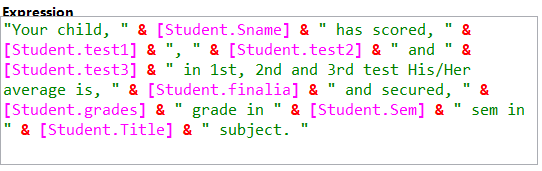 Expression
"Your child, " & [Student.Sname] & " has scored, " &
[Student.test1] & ", " & [Student.test2] & " and " &
[Student.test3] & " in 1st, 2nd and 3rd test His/Her
average is, " & [Student.finalia] & " and secured, " &
[Student.grades] & " grade in " & [Student.Sem] & " sem in
" & [Student.Title] & " subject. "